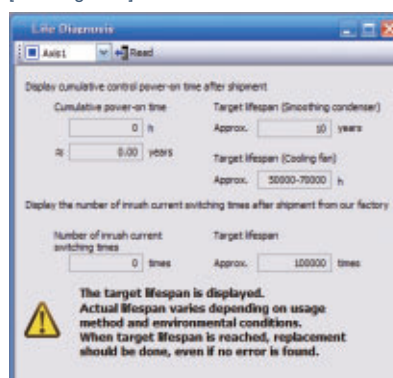 Life Diagnosis
Axis1 Read
Display cumulative control power-on time after shipment
Cumulative power-on time Target lifespan (Smoothing condenser)
0 h Approx. 10 years
≈ 0.00 years Target lifespan (Cooling fan)
Approx. 50000-70000 h
Display the number of inrush current switching times after shipment from our factory
Number of inrush current Target lifespan
switching times
0 times Approx. 100000 times
The target lifespan is displayed.
Actual lifespan varies depending on usage
method and environmental conditions.
When target lifespan is reached, replacement
should be done, even if no error is found.